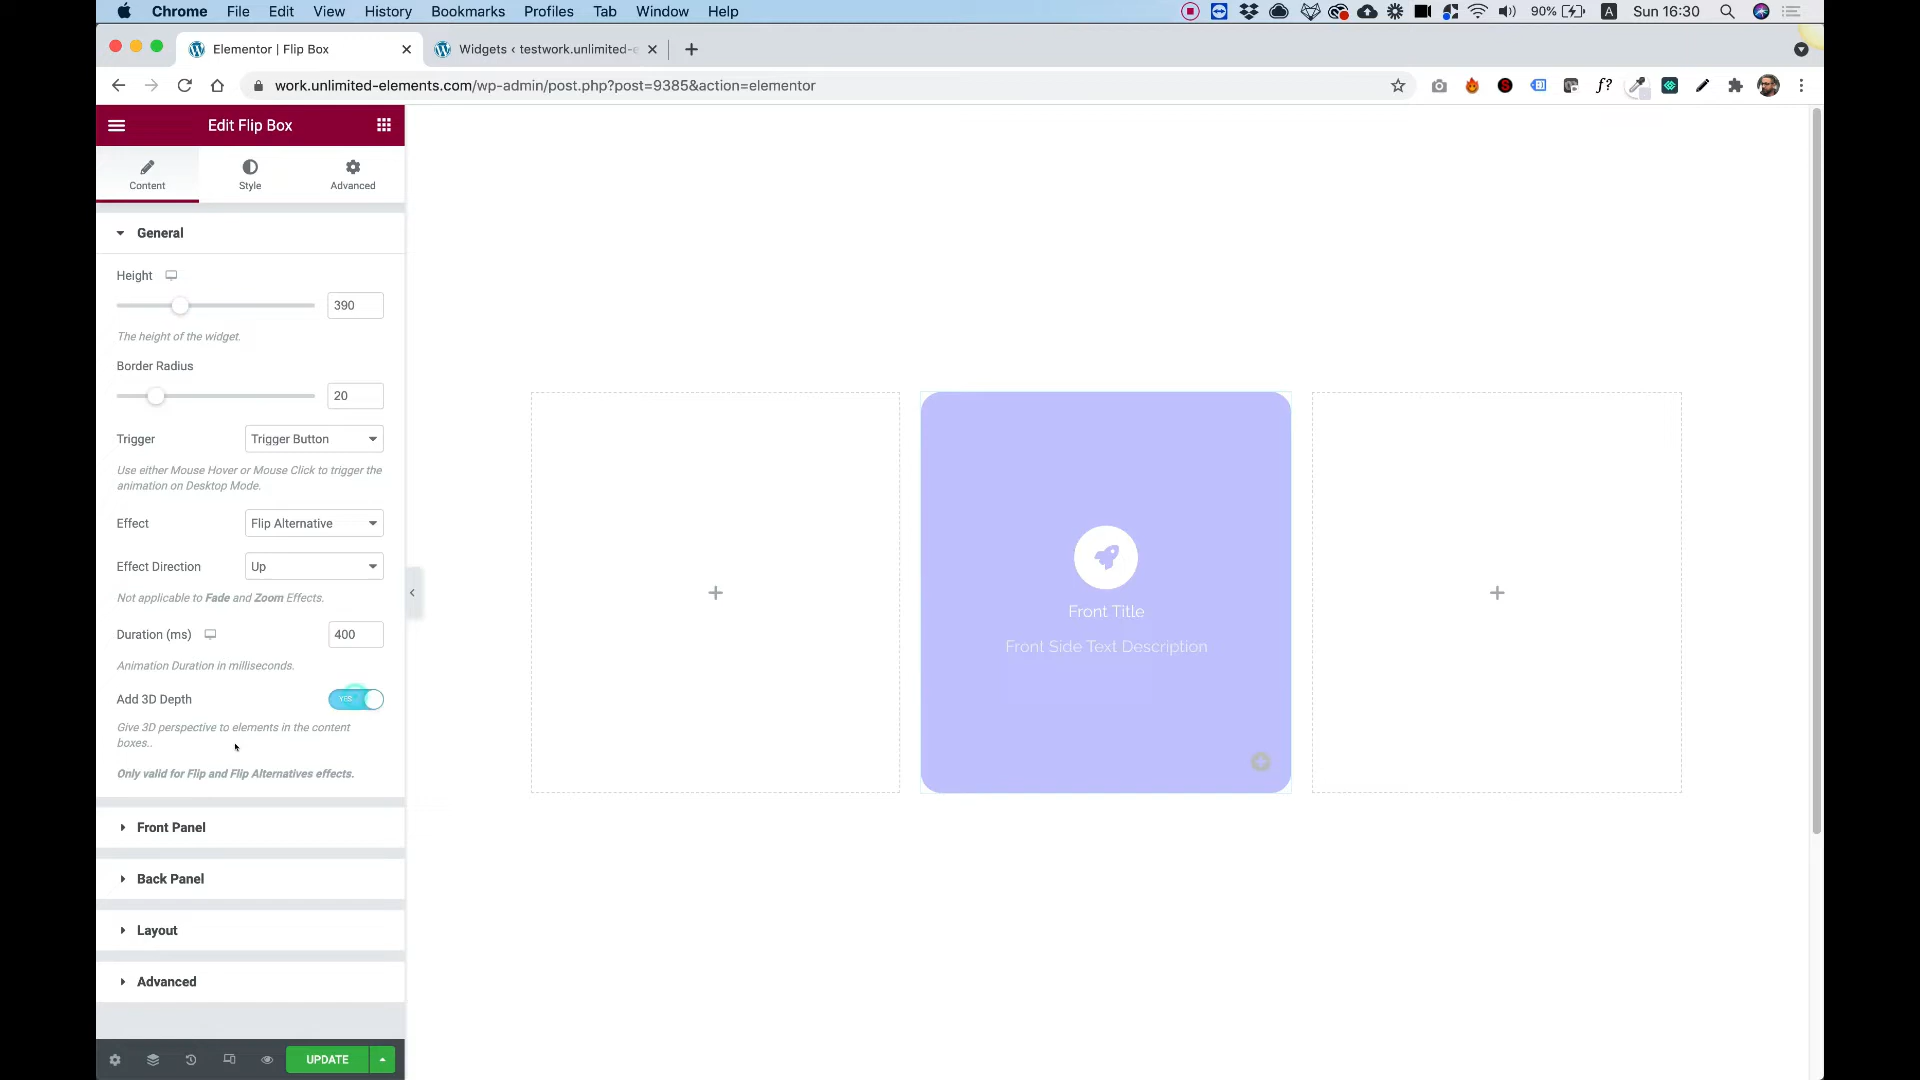 Chrome File Edit View History Bookmarks Profiles Tab Window Help 90% A Sun 16:30
Elementor | Flip Box
Widgets ‹ testwork.unlimited-e
work.unlimited-elements.com/wp-admin/post.php?post=9385&action=elementor
f?
Edit Flip Box
Content Style Advanced
General
Height 390
The height of the widget.
Border Radius
20
Trigger Trigger Button
Use either Mouse Hover or Mouse Click to trigger the
animation on Desktop Mode.
Effect Flip Alternative
Effect Direction Up
Not applicable to Fade and Zoom Effects.
Duration (ms) 400
Animation Duration in milliseconds.
Add 3D Depth YES
Give 3D perspective to elements in the content
boxes..
Only valid for Flip and Flip Alternatives effects.
Front Panel
Back Panel
Layout
Advanced
UPDATE
Front Title
Front Side Text Description